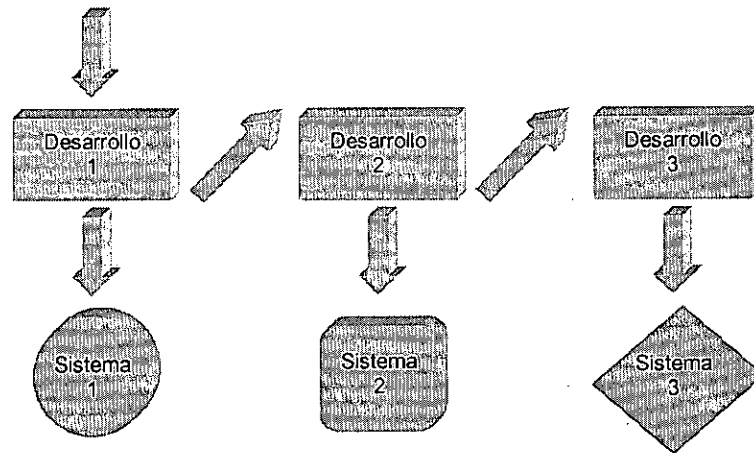 Desarrollo
1
Desarrollo
2
Desarrollo
3
Sistema
1
Sistema
2
Sistema
3